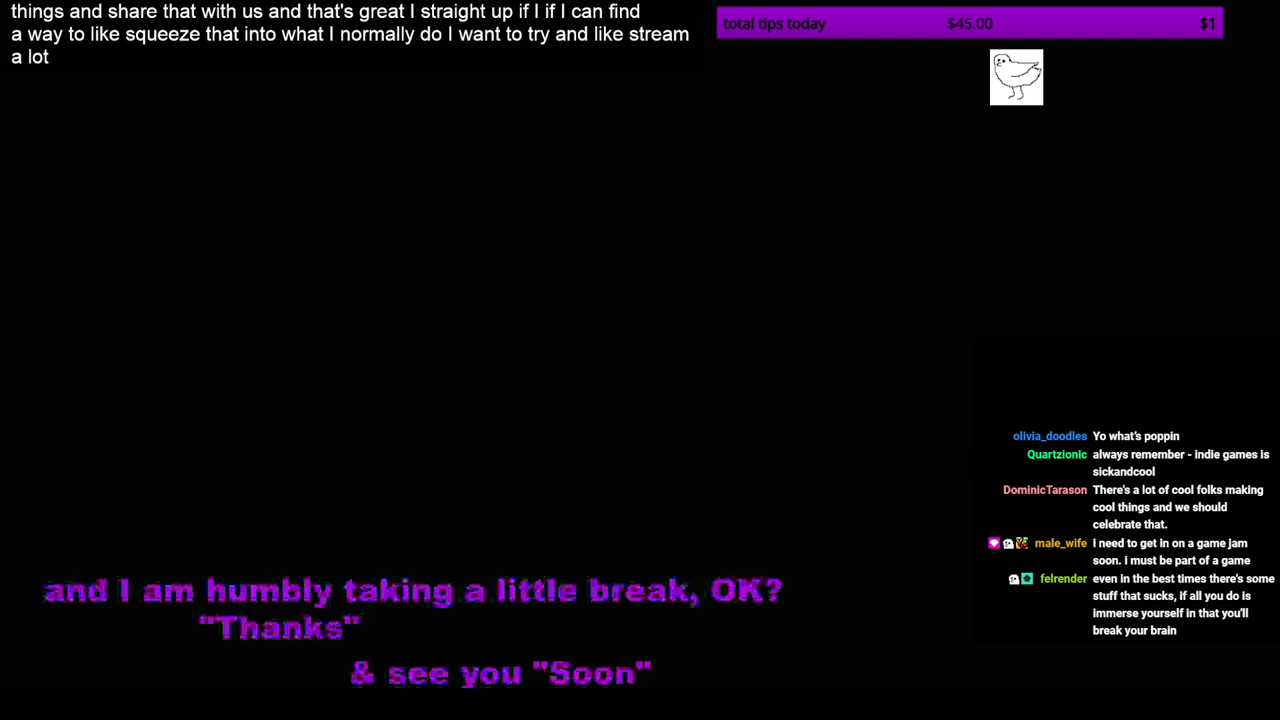 things and share that with us and that's great I straight up if I if I can find
a way to like squeeze that into what I normally do I want to try and like stream
a lot
total tips today $45.00 $1
olivia_doodles Yo what's poppin
Quartzionic always remember - indie games is
sickandcool
DominicTarason There's a lot of cool folks making
cool things and we should
celebrate that.
male_wife i need to get in on a game jam
soon. i must be part of a game
felrender even in the best times there's some
stuff that sucks, if all you do is
immerse yourself in that you'll
break your brain
and I am humbly taking a little break, OK?
"Thanks"
& see you "Soon"